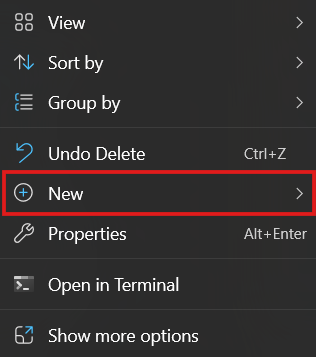 View
Sort by
Group by
Undo Delete Ctrl+Z
New
Properties Alt+Enter
Open in Terminal
Show more options